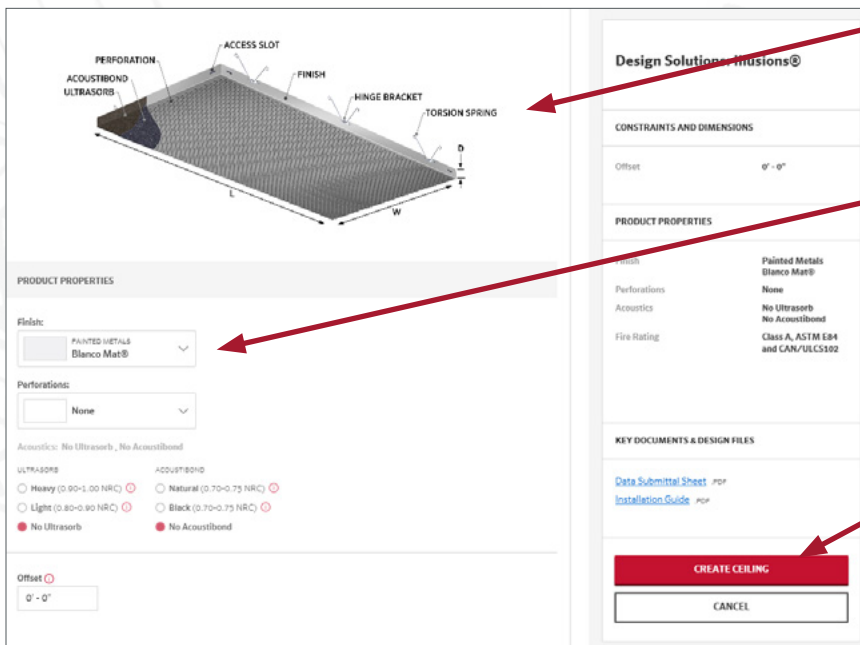 ACCESS SLOT
PERFORATION
ACOUSTIBOND
FINISH
ULTRASORB
HINGE BRACKET
TORSION SPRING
D
L
W
PRODUCT PROPERTIES
Finish:
PAINTED METALS
Blanco Mat®
Perforations:
None
Acoustics: No Ultrasorb , No Acoustibond
ULTRASORB ACOUSTIBOND
Heavy (0.90-1.00 NRC) Natural (0.70-0.75 NRC)
Light (0.80-0.90 NRC) Black (0.70-0.75 NRC)
No Ultrasorb No Acoustibond
Offset
0' - 0"
Design Solutions: Illusions®
CONSTRAINTS AND DIMENSIONS
Offset 0' - 0"
PRODUCT PROPERTIES
Finish Painted Metals
Blanco Mat®
Perforations None
Acoustics No Ultrasorb
No Acoustibond
Fire Rating Class A, ASTM E84
and CAN/ULCS102
KEY DOCUMENTS & DESIGN FILES
Data Submittal Sheet .PDF
Installation Guide .PDF
CREATE CEILING
CANCEL